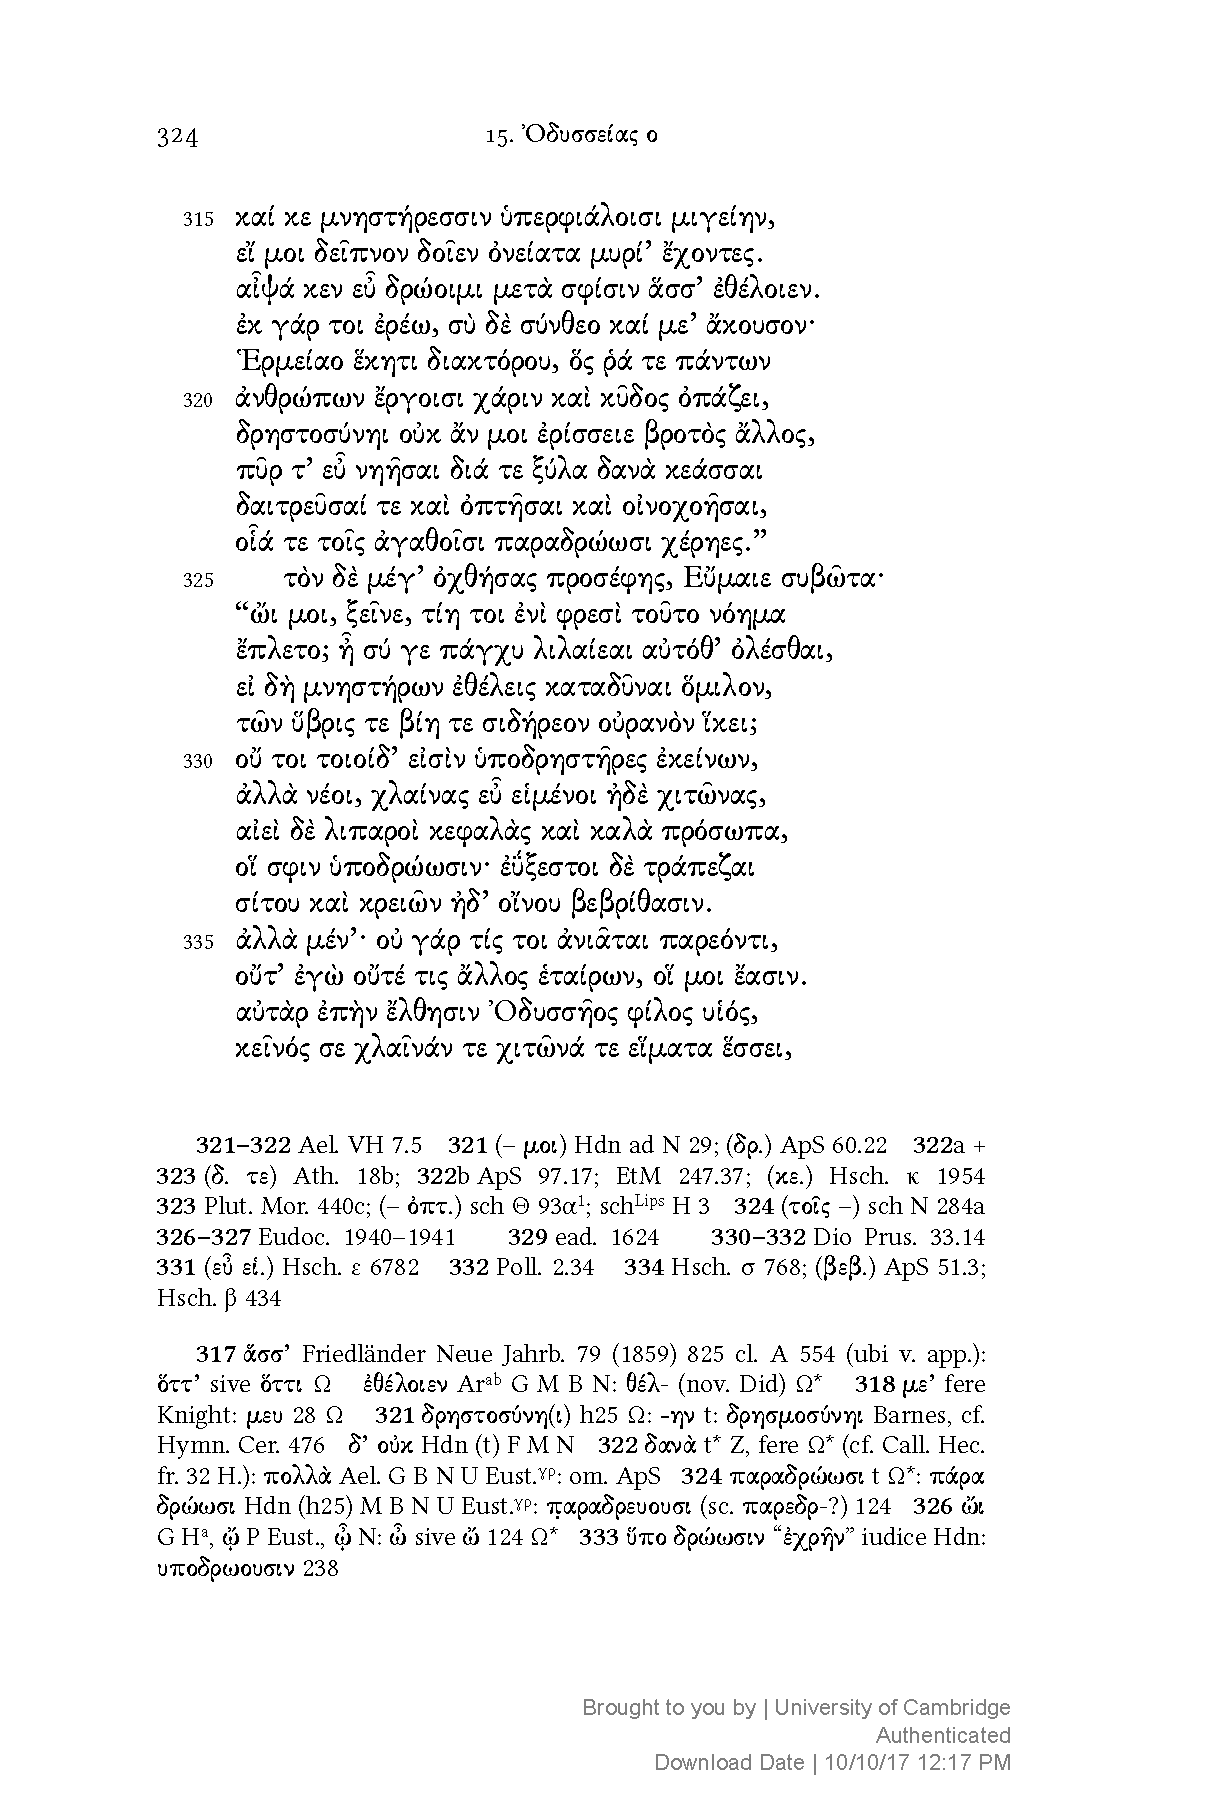 324 15. Ὀδυσσείας ο
315 καί κε μνηστήρεσσιν ὑπερφιάλοισι μιγείην,
εἴ μοι δεῖπνον δοῖεν ὀνείατα μυρί’ ἔχοντες.
αἶψά κεν εὖ δρώοιμι μετὰ σφίσιν ἅσσ’ ἐθέλοιεν.
ἐκ γάρ τοι ἐρέω, σὺ δὲ σύνθεο καί με’ ἄκουσον·
Ἑρμείαο ἕκητι διακτόρου, ὅς ῥά τε πάντων
320 ἀνθρώπων ἔργοισι χάριν καὶ κῦδος ὀπάζει,
δρηστοσύνηι οὐκ ἄν μοι ἐρίσσειε βροτὸς ἄλλος,
πῦρ τ’ εὖ νηῆσαι διά τε ξύλα δανὰ κεάσσαι
δαιτρεῦσαί τε καὶ ὀπτῆσαι καὶ οἰνοχοῆσαι,
οἷά τε τοῖς ἀγαθοῖσι παραδρώωσι χέρηες.”
325 τὸν δὲ μέγ’ ὀχθήσας προσέφης, Εὔμαιε συβῶτα·
“ὤι μοι, ξεῖνε, τίη τοι ἐνὶ φρεσὶ τοῦτο νόημα
ἔπλετο; ἦ σύ γε πάγχυ λιλαίεαι αὐτόθ’ ὀλέσθαι,
εἰ δὴ μνηστήρων ἐθέλεις καταδῦναι ὅμιλον,
τῶν ὕβρις τε βίη τε σιδήρεον οὐρανὸν ἵκει;
330 οὔ τοι τοιοίδ’ εἰσὶν ὑποδρηστῆρες ἐκείνων,
ἀλλὰ νέοι, χλαίνας εὖ εἱμένοι ἠδὲ χιτῶνας,
αἰεὶ δὲ λιπαροὶ κεφαλὰς καὶ καλὰ πρόσωπα,
οἵ σφιν ὑποδρώωσιν· ἐΰξεστοι δὲ τράπεζαι
σίτου καὶ κρειῶν ἠδ’ οἴνου βεβρίθασιν.
335 ἀλλὰ μέν’· οὐ γάρ τίς τοι ἀνιᾶται παρεόντι,
οὔτ’ ἐγὼ οὔτέ τις ἄλλος ἑταίρων, οἵ μοι ἔασιν.
αὐτὰρ ἐπὴν ἔλθησιν Ὀδυσσῆος φίλος υἱός,
κεῖνός σε χλαῖνάν τε χιτῶνά τε εἵματα ἕσσει,
321–322 Ael. VH 7.5 321 (– μοι) Hdn ad N 29; (δρ.) ApS 60.22 322a +
323 (δ. τε) Ath. 18b; 322b ApS 97.17; EtM 247.37; (κε.) Hsch. κ 1954
323 Plut. Mor. 440c; (– ὀπτ.) sch Θ 93α¹; schᴸⁱᵖˢ H 3 324 (τοῖς –) sch N 284a
326–327 Eudoc. 1940–1941 329 ead. 1624 330–332 Dio Prus. 33.14
331 (εὖ εἱ.) Hsch. ε 6782 332 Poll. 2.34 334 Hsch. σ 768; (βεβ.) ApS 51.3;
Hsch. β 434
317 ἅσσ’ Friedländer Neue Jahrb. 79 (1859) 825 cl. A 554 (ubi v. app.):
ὅττ’ sive ὅττι Ω ἐθέλοιεν Arᵃᵇ G M B N: θέλ- (nov. Did) Ω* 318 με’ fere
Knight: μευ 28 Ω 321 δρηστοσύνη(ι) h25 Ω: -ην t: δρησμοσύνηι Barnes, cf.
Hymn. Cer. 476 δ’ οὐκ Hdn (t) F M N 322 δανὰ t* Z, fere Ω* (cf. Call. Hec.
fr. 32 H.): πολλὰ Ael. G B N U Eust.ᵞᵖ: om. ApS 324 παραδρώωσι t Ω*: πάρα
δρώωσι Hdn (h25) M B N U Eust.ᵞᵖ: π̣αραδρευουσι (sc. παρεδρ-?) 124 326 ὤι
G Hᵃ, ᾤ P Eust., ᾦ N: ὦ sive ὤ 124 Ω* 333 ὕπο δρώωσιν “ἐχρῆν” iudice Hdn:
υποδρωουσιν 238
Brought to you by | University of Cambridge
Authenticated
Download Date | 10/10/17 12:17 PM